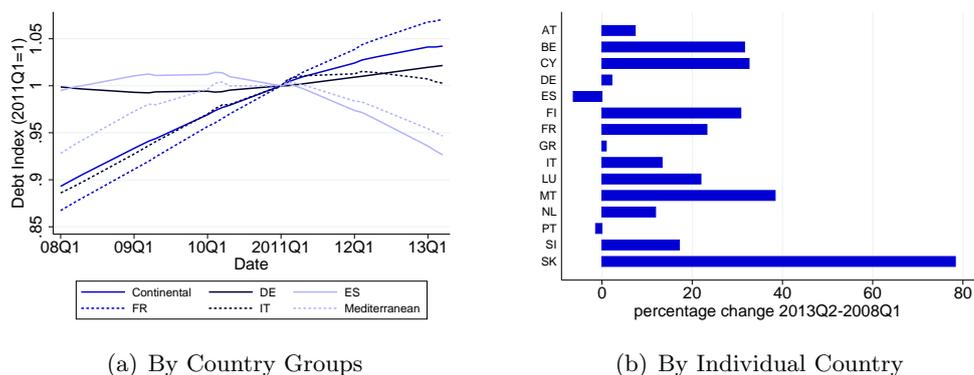 Debt Index (2011Q1=1)
1.05
1
.95
.9
.85
08Q1 09Q1 10Q1 2011Q1 12Q1 13Q1
Date
Continental DE ES
FR IT Mediterranean
(a) By Country Groups
AT
BE
CY
DE
ES
FI
FR
GR
IT
LU
MT
NL
PT
SI
SK
0 20 40 60 80
percentage change 2013Q2-2008Q1
(b) By Individual Country